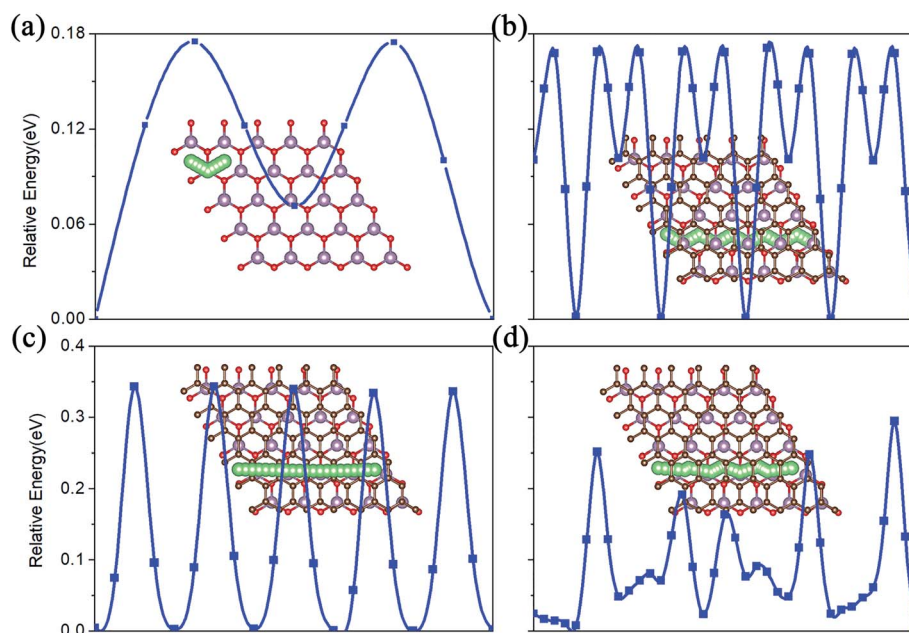 (a)
(b)
0.18
0.12
0.06
0.00
Relative Energy(eV)
(c)
(d)
0.4
0.3
0.2
0.1
0.0
Relative Energy(eV)